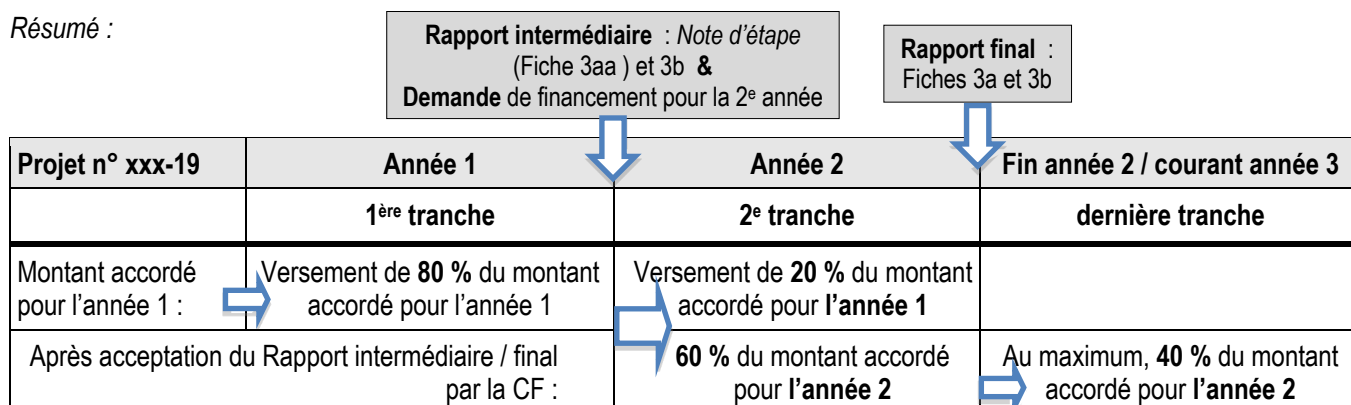 Résumé :
Rapport intermédiaire : Note d'étape
(Fiche 3aa ) et 3b &
Demande de financement pour la 2e année
Rapport final :
Fiches 3a et 3b
Projet n° xxx-19
Année 1
Année 2
Fin année 2 / courant année 3
1ère tranche
2e tranche
dernière tranche
Montant accordé
pour l'année 1 :
Versement de 80 % du montant
accordé pour l'année 1
Versement de 20 % du montant
accordé pour l'année 1
Après acceptation du Rapport intermédiaire / final
par la CF :
60 % du montant accordé
pour l'année 2
Au maximum, 40 % du montant
accordé pour l'année 2